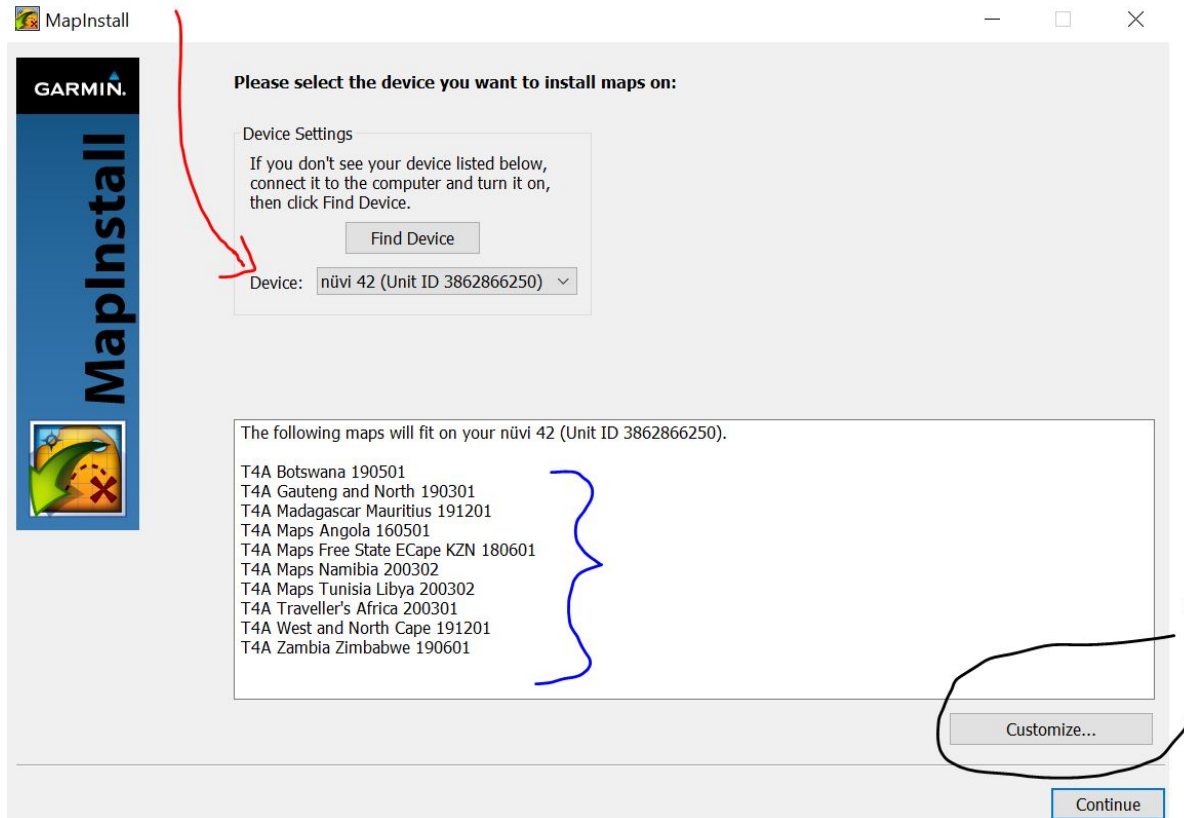 MapInstall
GARMIN.
MapInstall
Please select the device you want to install maps on:
Device Settings
If you don't see your device listed below,
connect it to the computer and turn it on,
then click Find Device.
Find Device
Device: nüvi 42 (Unit ID 3862866250)
The following maps will fit on your nüvi 42 (Unit ID 3862866250).
T4A Botswana 190501
T4A Gauteng and North 190301
T4A Madagascar Mauritius 191201
T4A Maps Angola 160501
T4A Maps Free State ECape KZN 180601
T4A Maps Namibia 200302
T4A Maps Tunisia Libya 200302
T4A Traveller's Africa 200301
T4A West and North Cape 191201
T4A Zambia Zimbabwe 190601
Customize...
Continue